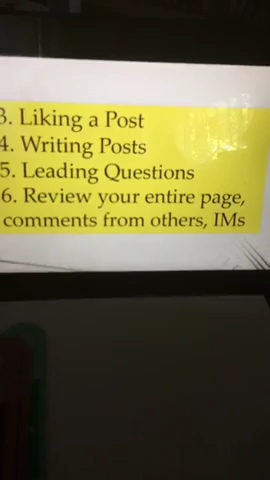 3. Liking a Post
4. Writing Posts
5. Leading Questions
6. Review your entire page,
comments from others, IMs